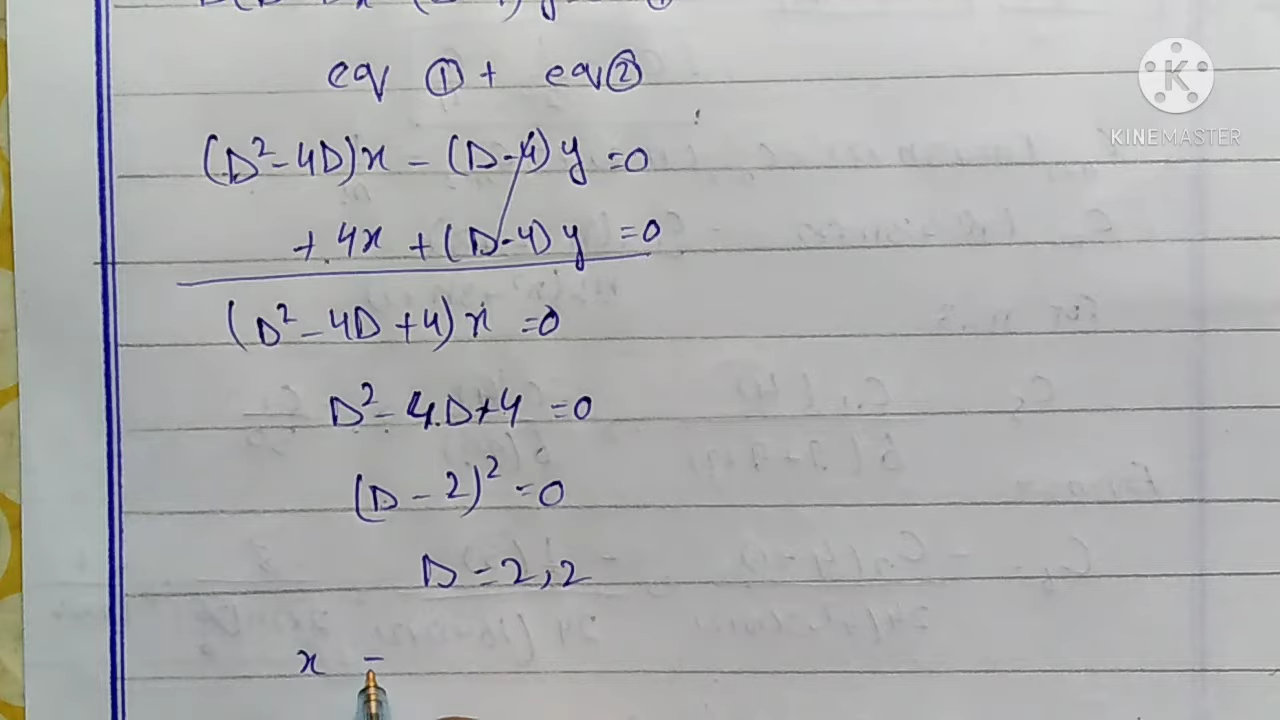 eq ① + eq ②
(D² - 4D)x - (D-4)y = 0
+ 4x + (D-4)y = 0
(D² - 4D + 4)x = 0
D² - 4D + 4 = 0
(D - 2)² = 0
D = 2, 2
x =
KINEMASTER